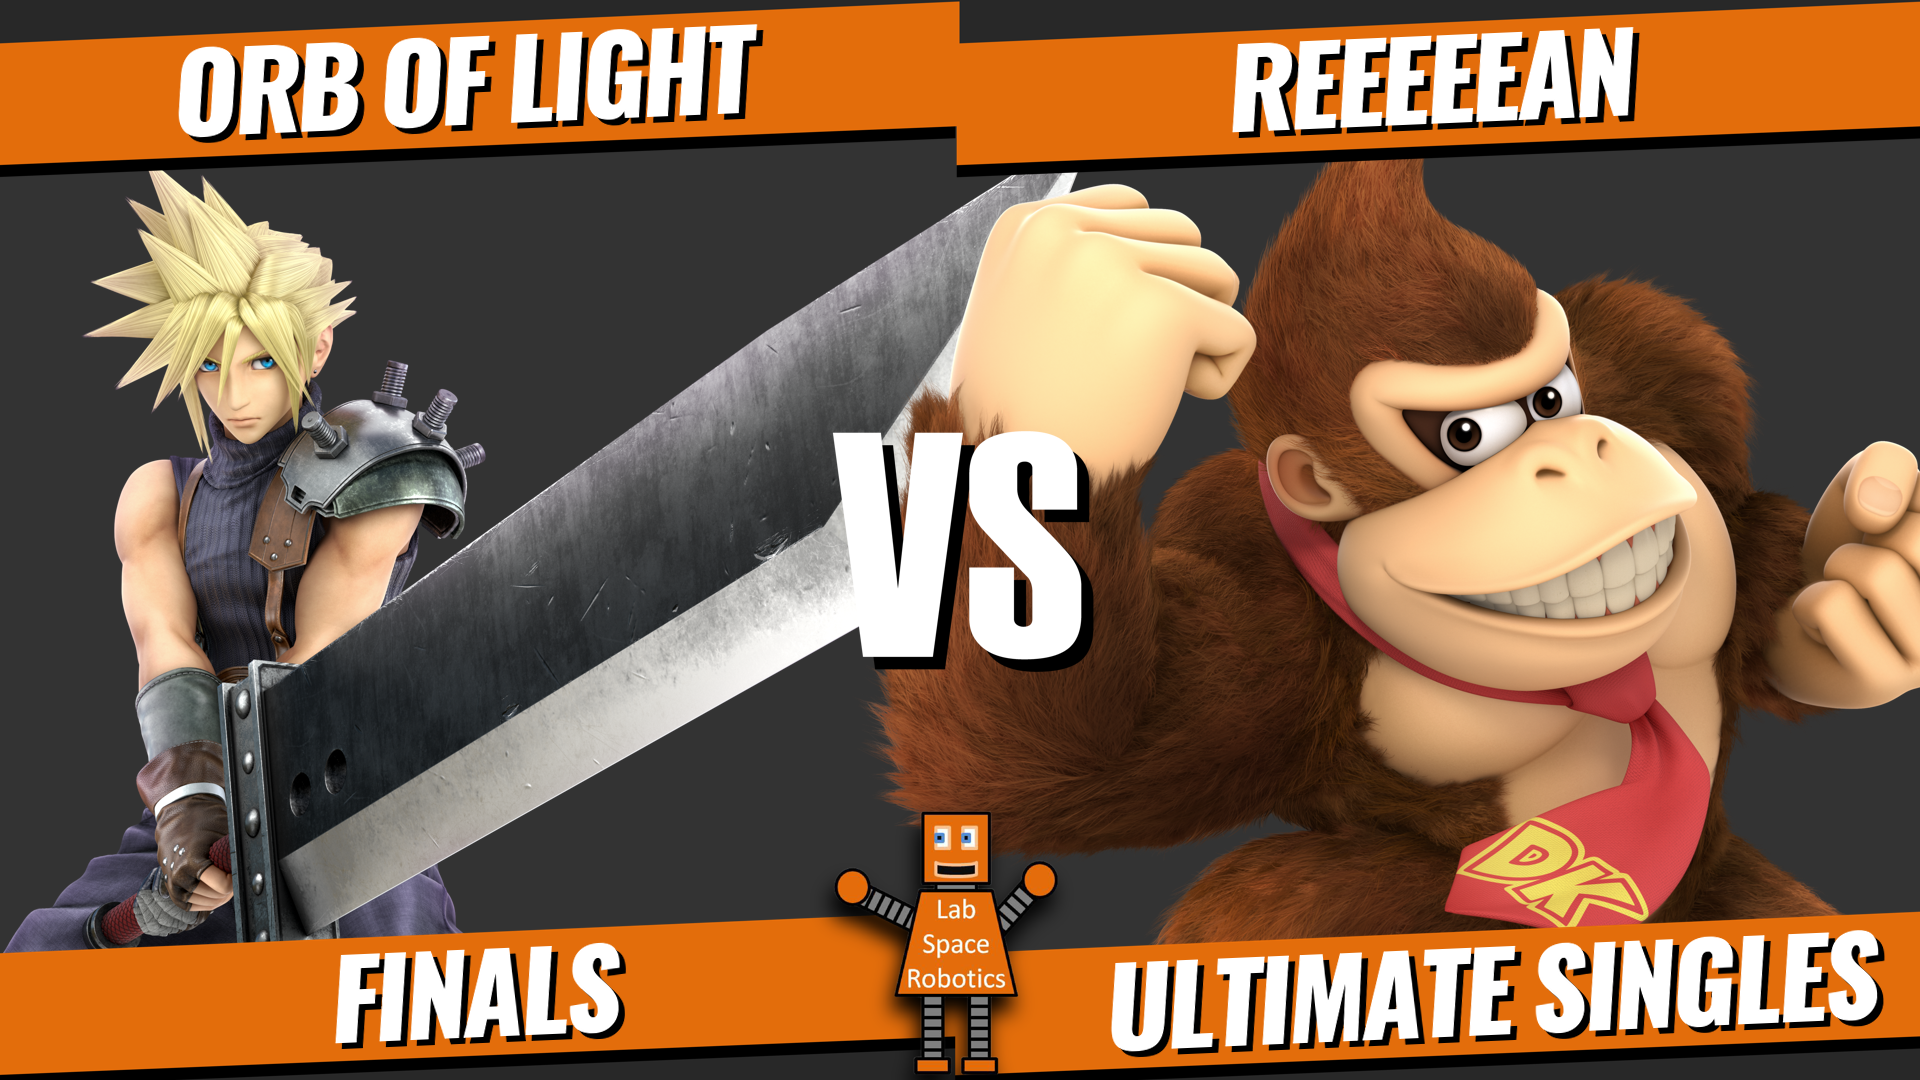 ORB OF LIGHT
REEEEEAN
VS
DK
Lab
Space
Robotics
FINALS
ULTIMATE SINGLES